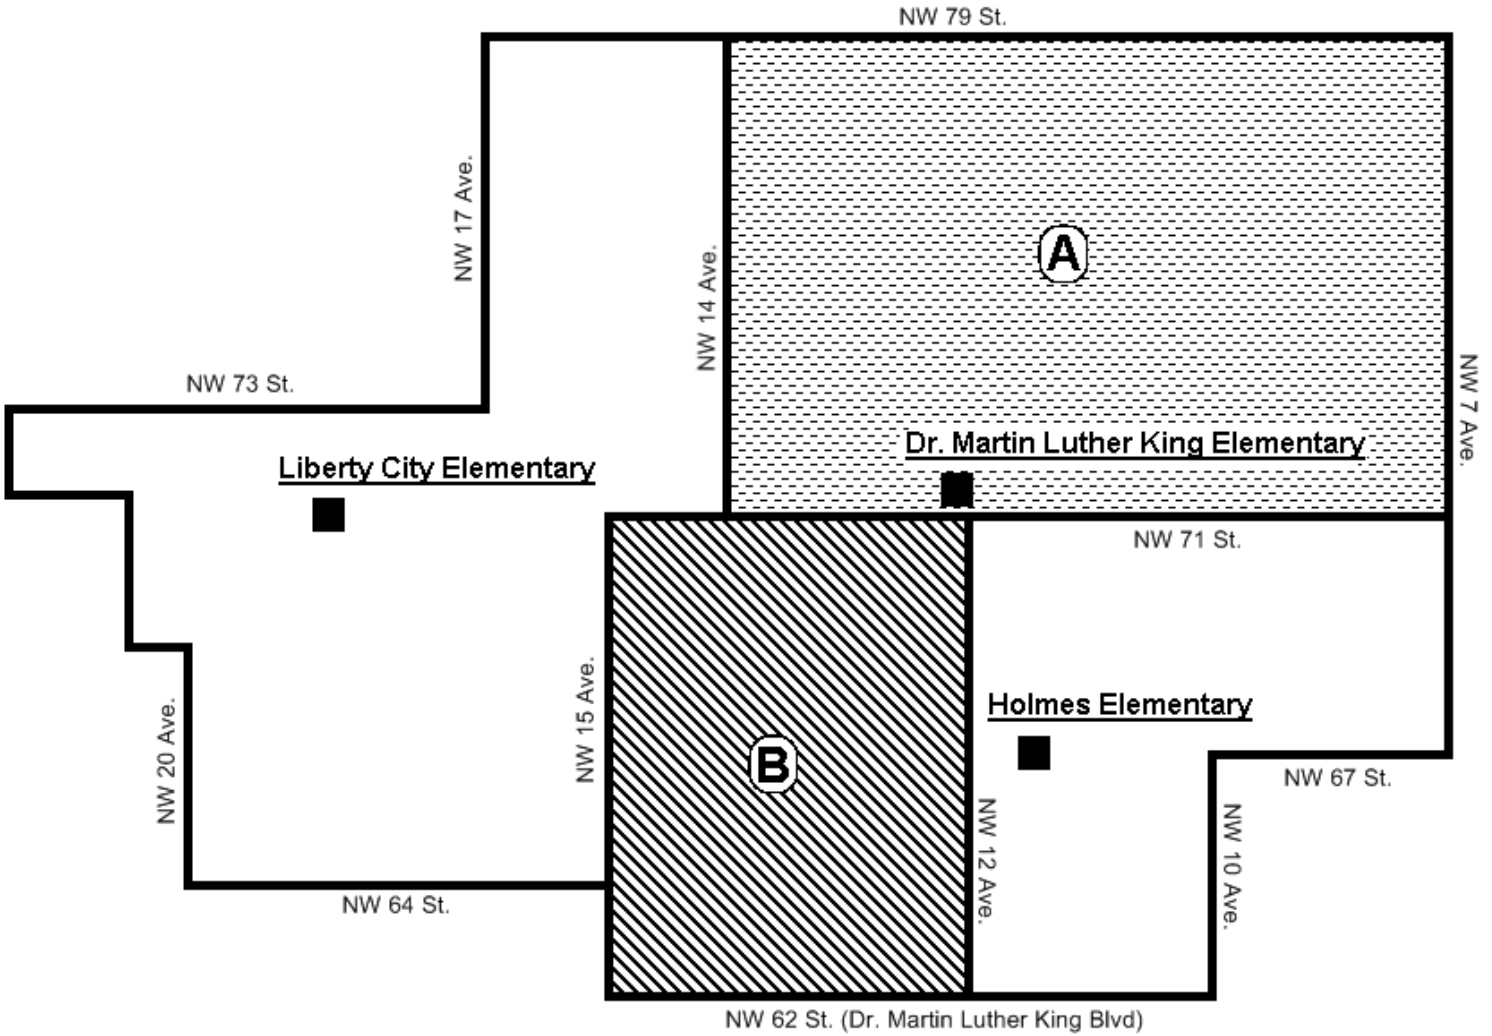 NW 79 St.
NW 17 Ave.
NW 14 Ave.
A
NW 7 Ave.
NW 73 St.
Dr. Martin Luther King Elementary
Liberty City Elementary
NW 71 St.
NW 15 Ave.
NW 20 Ave.
B
Holmes Elementary
NW 67 St.
NW 12 Ave.
NW 10 Ave.
NW 64 St.
NW 62 St. (Dr. Martin Luther King Blvd)